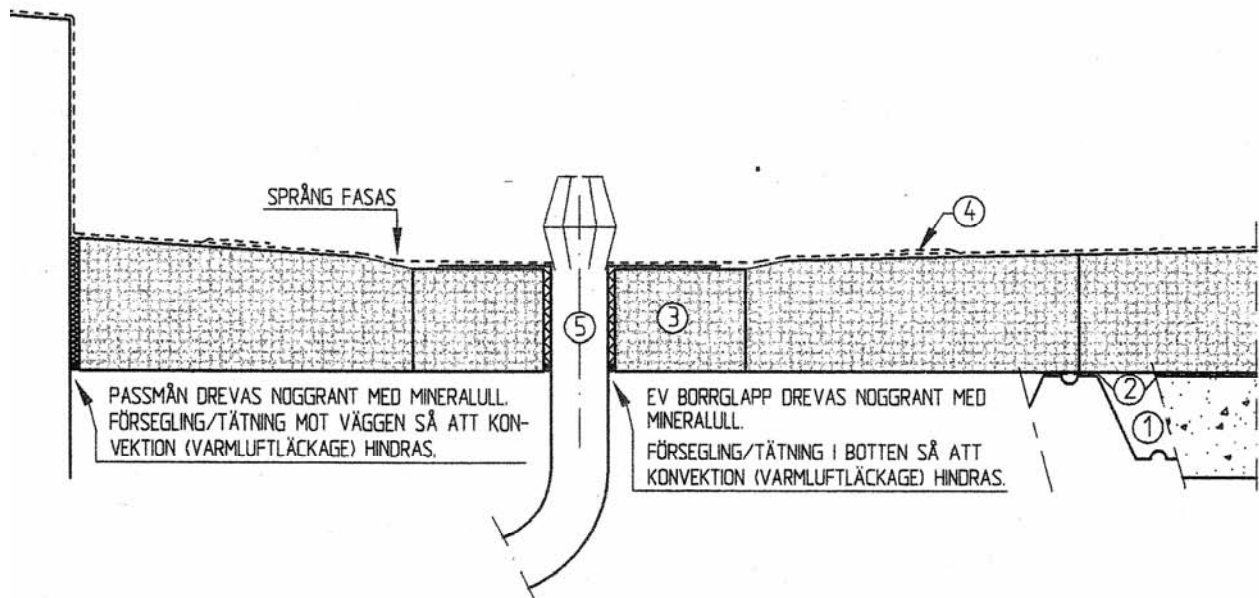 SPRÅNG FASAS
4
5
3
2
1
PASSMÅN DREVAS NOGGRANT MED MINERALULL.
FÖRSEGLING/TÄTNING MOT VÄGGEN SÅ ATT KON-
VEKTION (VARMLUFTLÄCKAGE) HINDRAS.
EV BORRGLAPP DREVAS NOGGRANT MED
MINERALULL.
FÖRSEGLING/TÄTNING I BOTTEN SÅ ATT
KONVEKTION (VARMLUFTLÄCKAGE) HINDRAS.